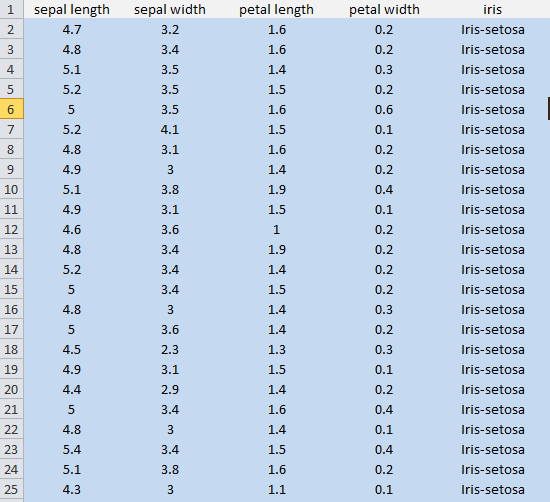 1 sepal length sepal width petal length petal width iris
2 4.7 3.2 1.6 0.2 Iris-setosa
3 4.8 3.4 1.6 0.2 Iris-setosa
4 5.1 3.5 1.4 0.3 Iris-setosa
5 5.2 3.5 1.5 0.2 Iris-setosa
6 5 3.5 1.6 0.6 Iris-setosa
7 5.2 4.1 1.5 0.1 Iris-setosa
8 4.8 3.1 1.6 0.2 Iris-setosa
9 4.9 3 1.4 0.2 Iris-setosa
10 5.1 3.8 1.9 0.4 Iris-setosa
11 4.9 3.1 1.5 0.1 Iris-setosa
12 4.6 3.6 1 0.2 Iris-setosa
13 4.8 3.4 1.9 0.2 Iris-setosa
14 5.2 3.4 1.4 0.2 Iris-setosa
15 5 3.4 1.5 0.2 Iris-setosa
16 4.8 3 1.4 0.3 Iris-setosa
17 5 3.6 1.4 0.2 Iris-setosa
18 4.5 2.3 1.3 0.3 Iris-setosa
19 4.9 3.1 1.5 0.1 Iris-setosa
20 4.4 2.9 1.4 0.2 Iris-setosa
21 5 3.4 1.6 0.4 Iris-setosa
22 4.8 3 1.4 0.1 Iris-setosa
23 5.4 3.4 1.5 0.4 Iris-setosa
24 5.1 3.8 1.6 0.2 Iris-setosa
25 4.3 3 1.1 0.1 Iris-setosa